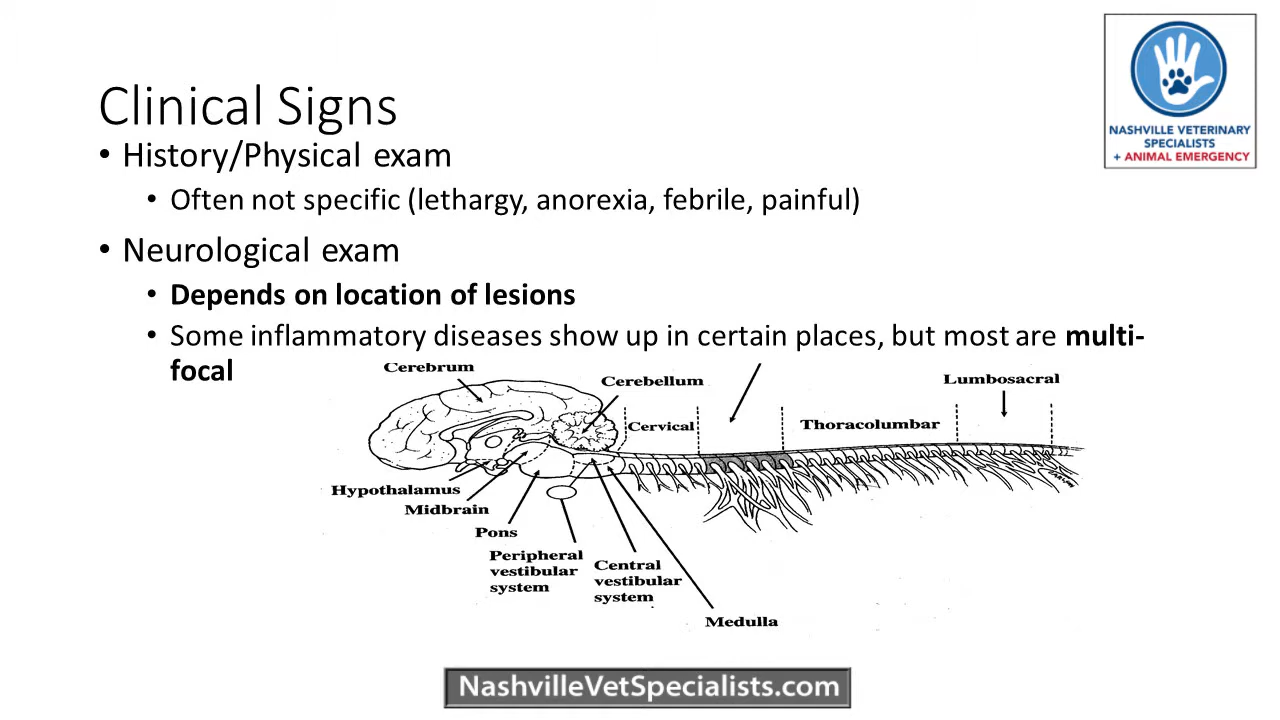 NASHVILLE VETERINARY
SPECIALISTS
+ ANIMAL EMERGENCY
Clinical Signs
• History/Physical exam
• Often not specific (lethargy, anorexia, febrile, painful)
• Neurological exam
• Depends on location of lesions
• Some inflammatory diseases show up in certain places, but most are multi-
focal
Cerebrum
Cerebellum
Lumbosacral
Cervical
Thoracolumbar
Hypothalamus
Midbrain
Pons
Peripheral
vestibular
system
Central
vestibular
system
Medulla
NashvilleVetSpecialists.com